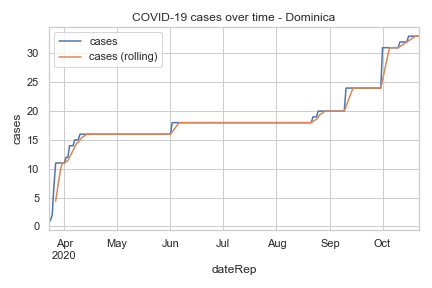 COVID-19 cases over time - Dominica
cases
cases (rolling)
cases
30
25
20
15
10
5
0
Apr May Jun Jul Aug Sep Oct
2020
dateRep